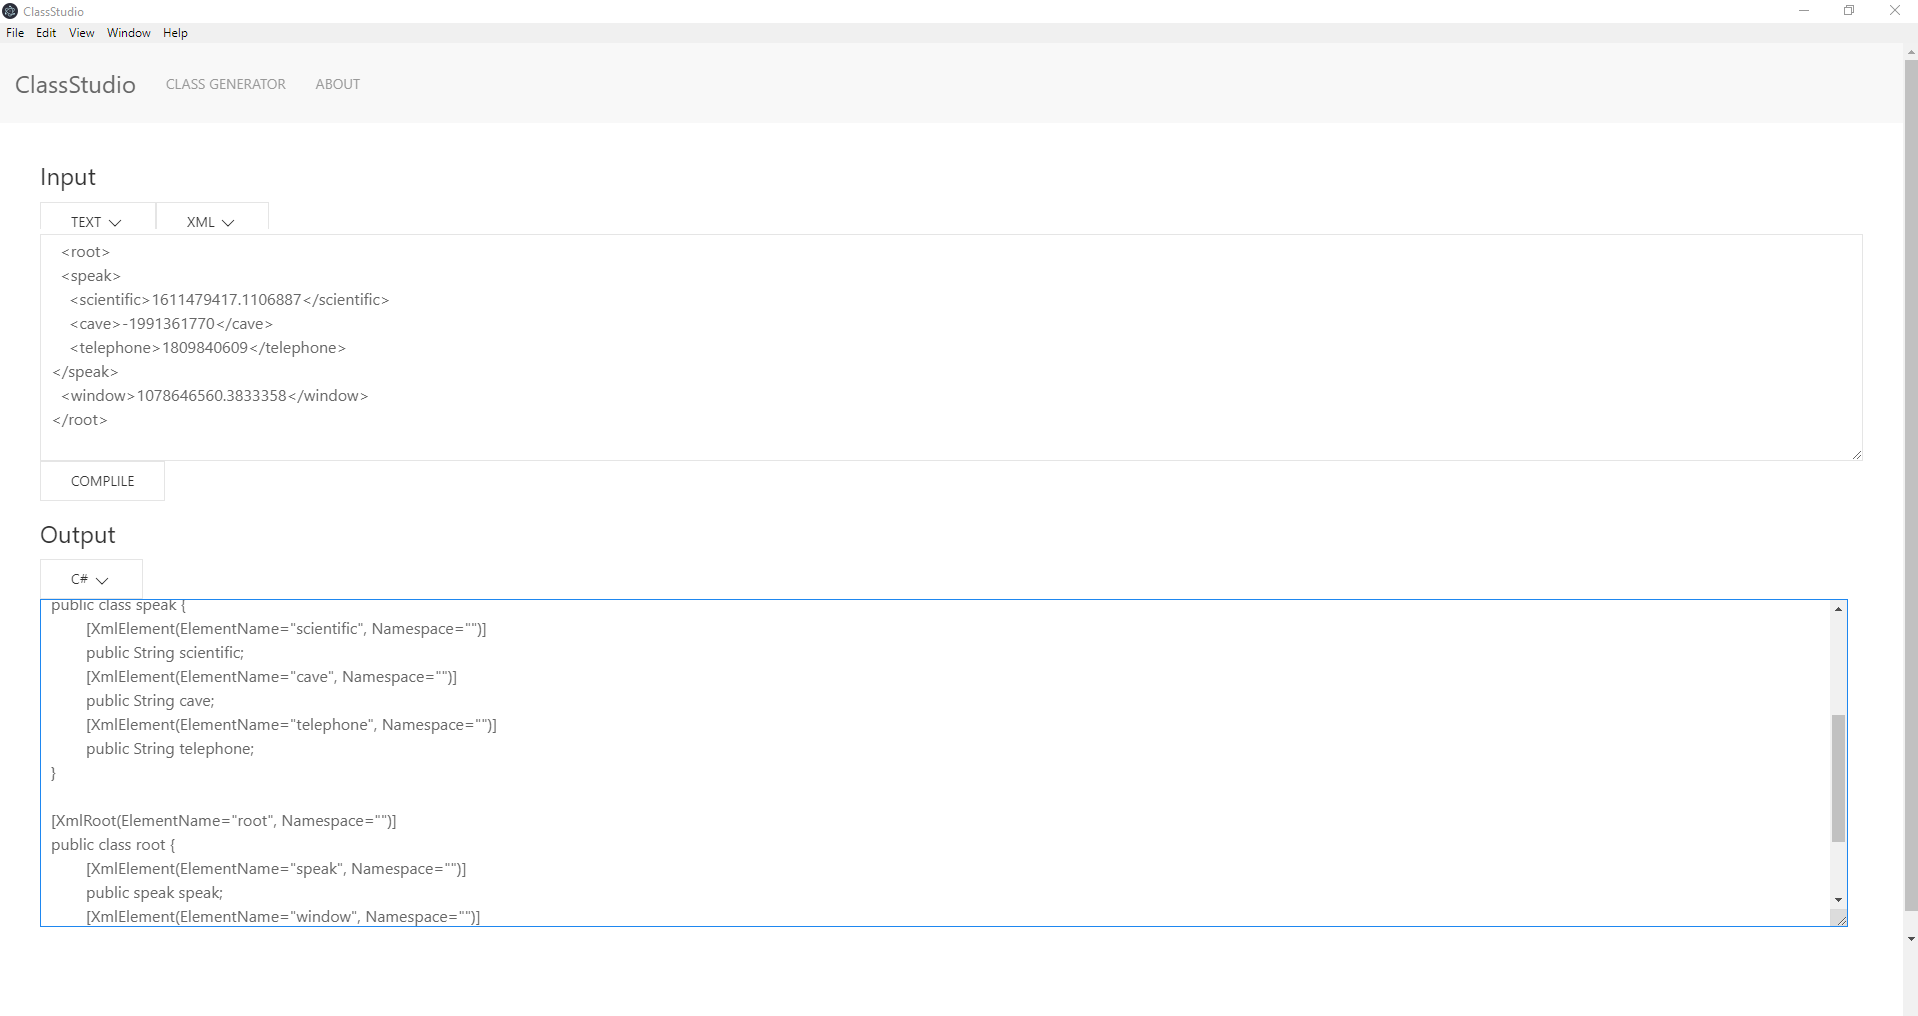 ClassStudio
File Edit View Window Help
ClassStudio CLASS GENERATOR ABOUT
Input
TEXT XML
<root>
<speak>
<scientific>1611479417.1106887</scientific>
<cave>-1991361770</cave>
<telephone>1809840609</telephone>
</speak>
<window>1078646560.3833358</window>
</root>
COMPLILE
Output
C#
public class speak {
[XmlElement(ElementName="scientific", Namespace="")]
public String scientific;
[XmlElement(ElementName="cave", Namespace="")]
public String cave;
[XmlElement(ElementName="telephone", Namespace="")]
public String telephone;
}
[XmlRoot(ElementName="root", Namespace="")]
public class root {
[XmlElement(ElementName="speak", Namespace="")]
public speak speak;
[XmlElement(ElementName="window", Namespace="")]